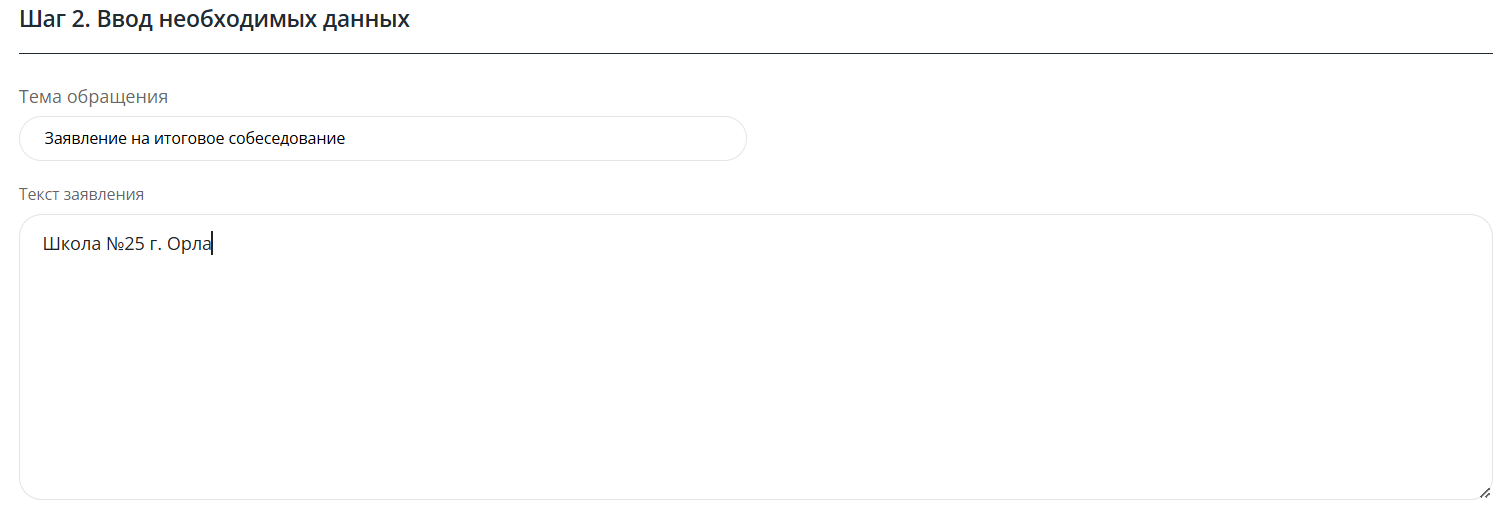 Шаг 2. Ввод необходимых данных
Тема обращения
Заявление на итоговое собеседование
Текст заявления
Школа №25 г. Орла